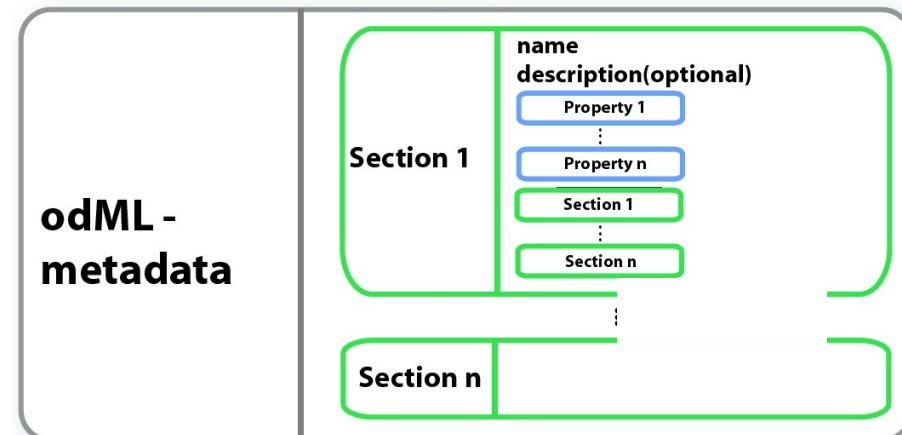 odML -
metadata
Section 1
name
description(optional)
Property 1
Property n
Section 1
Section n
Section n